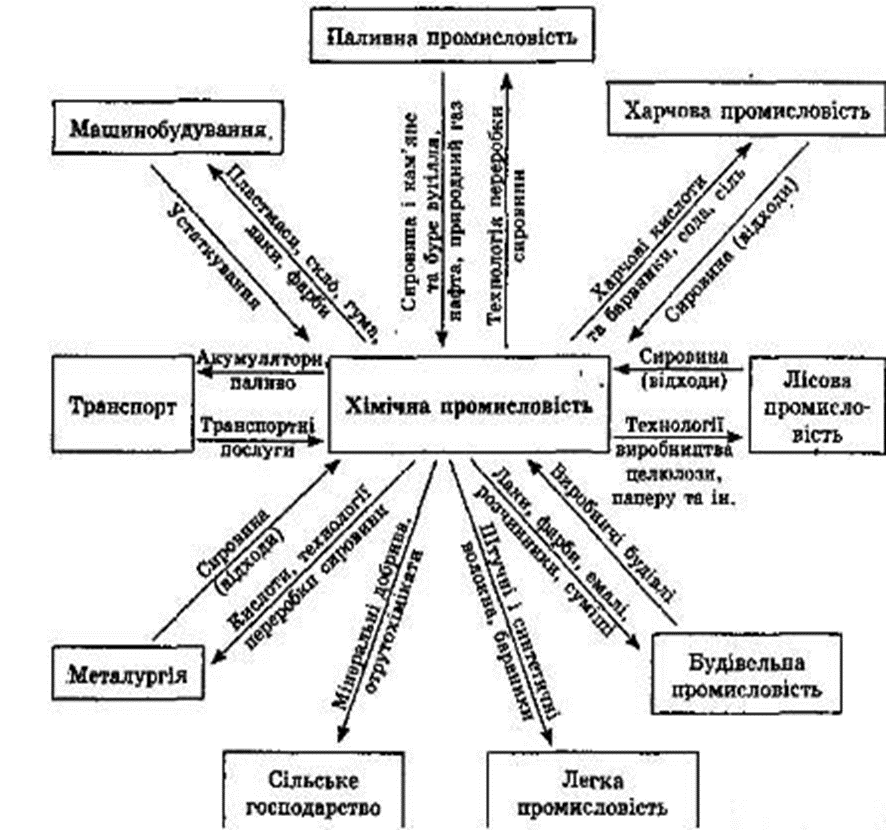 Паливна промисловість
Машинобудування
Харчова промисловість
Устаткування
Пластмаси, скло, гума,
лаки, фарби
Сировина і кам'яне
та буре вугілля,
нафта, природний газ
Технологія переробки
сировини
Харчові кислоти
та барвники, сода, сіль
Сировина (відходи)
Транспорт
Акумулятори,
паливо
Транспортні
послуги
Хімічна промисловість
Сировина
(відходи)
Технології
виробництва
целюлози,
паперу та ін.
Лісова
промисло-
вість
Сировина
(відходи)
Кислоти, технології
переробки сировини
Мінеральні добрива,
отрутохімікати
Штучні і синтетичні
волокна, барвники
Лаки, фарби, емалі,
розчинники, суміші
Виробничі будівлі
Металургія
Будівельна
промисловість
Сільське
господарство
Легка
промисловість